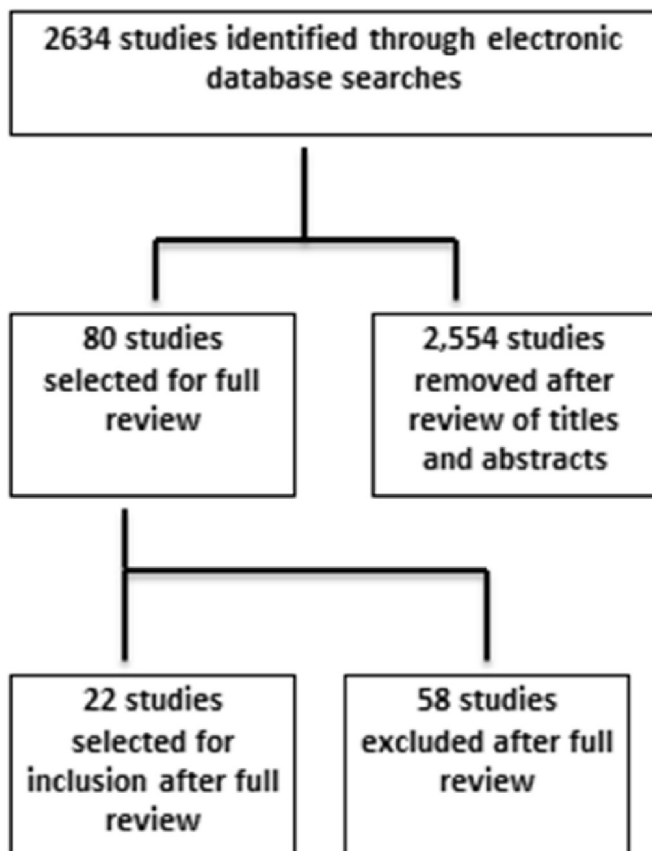 2634 studies identified through electronic
database searches
80 studies
selected for full
review
2,554 studies
removed after
review of titles
and abstracts
22 studies
selected for
inclusion after full
review
58 studies
excluded after full
review